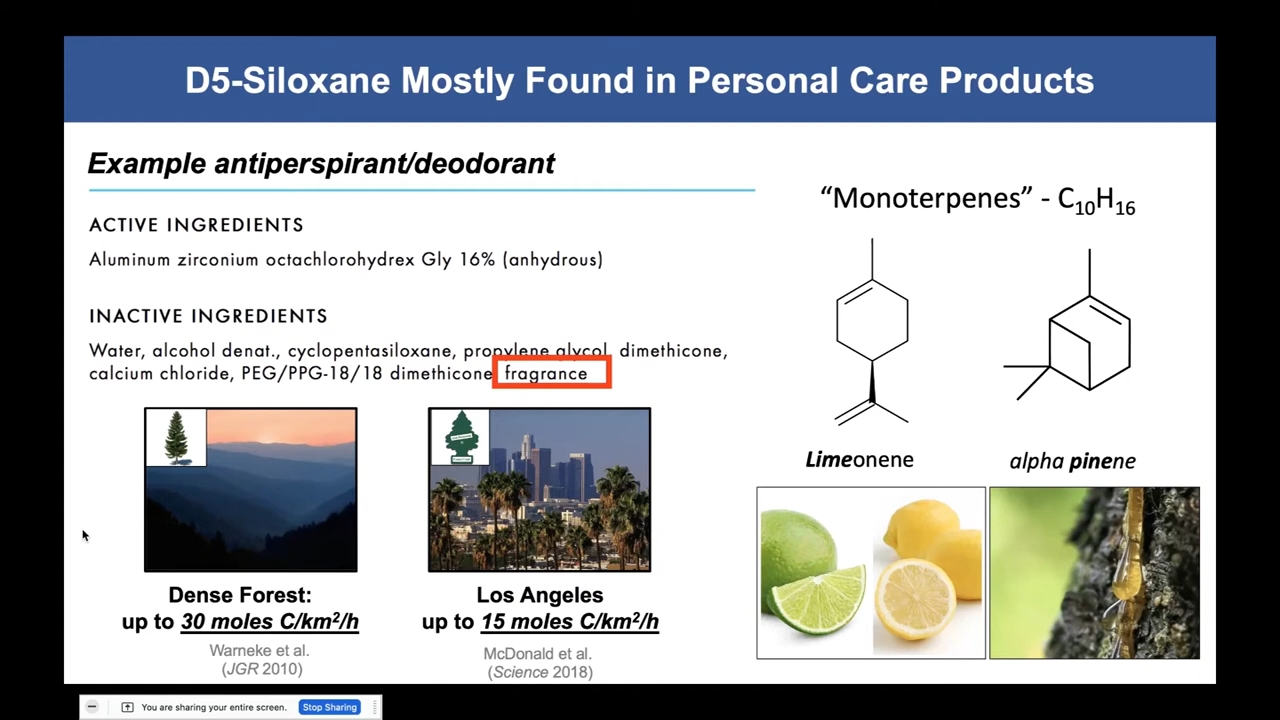 D5-Siloxane Mostly Found in Personal Care Products
Example antiperspirant/deodorant
ACTIVE INGREDIENTS
Aluminum zirconium octachlorohydrex Gly 16% (anhydrous)
INACTIVE INGREDIENTS
Water, alcohol denat., cyclopentasiloxane, propylene glycol, dimethicone,
calcium chloride, PEG/PPG-18/18 dimethicone fragrance
Dense Forest:
up to 30 moles C/km²/h
Warneke et al.
(JGR 2010)
Los Angeles
up to 15 moles C/km²/h
McDonald et al.
(Science 2018)
“Monoterpenes” - C₁₀H₁₆
Limeonene
alpha pinene
You are sharing your entire screen.
Stop Sharing